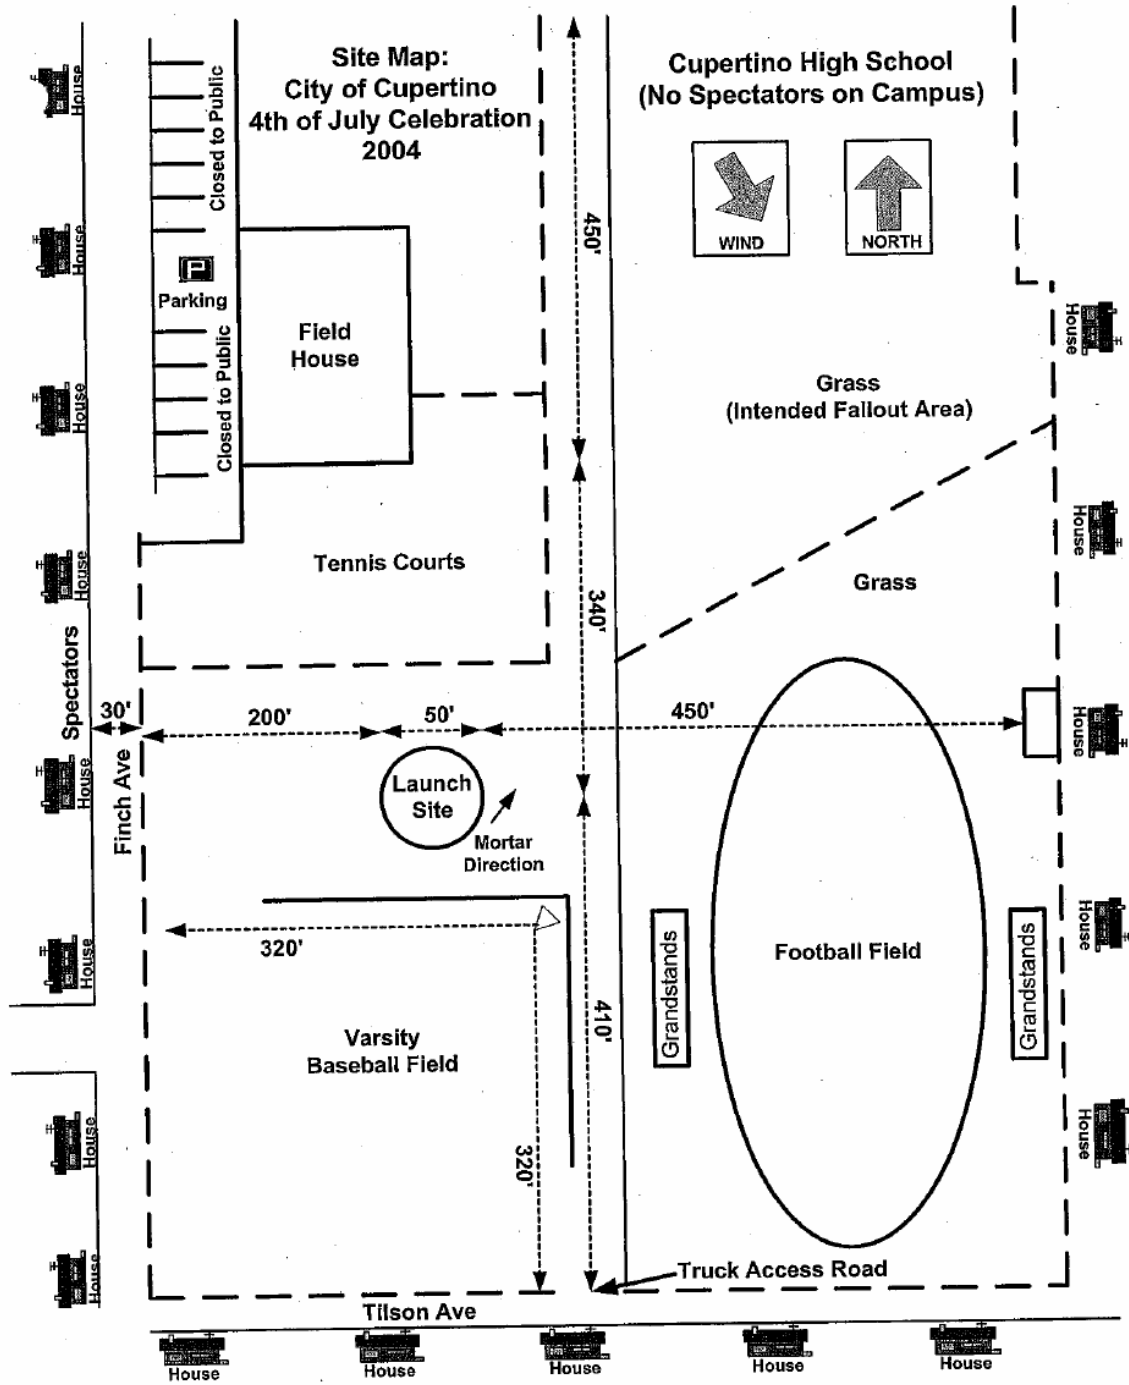 Site Map:
City of Cupertino
4th of July Celebration
2004
Cupertino High School
(No Spectators on Campus)
WIND
NORTH
House
Closed to Public
450'
House
P
Parking
Field
House
House
Grass
(Intended Fallout Area)
House
Closed to Public
House
Tennis Courts
Grass
House
340'
Spectators
30'
200'
50'
450'
House
Finch Ave
Launch
Site
Mortar
Direction
House
320'
Varsity
Baseball Field
320'
410'
Grandstands
Football Field
Grandstands
House
House
House
House
House
Truck Access Road
Tilson Ave
House
House
House
House
House